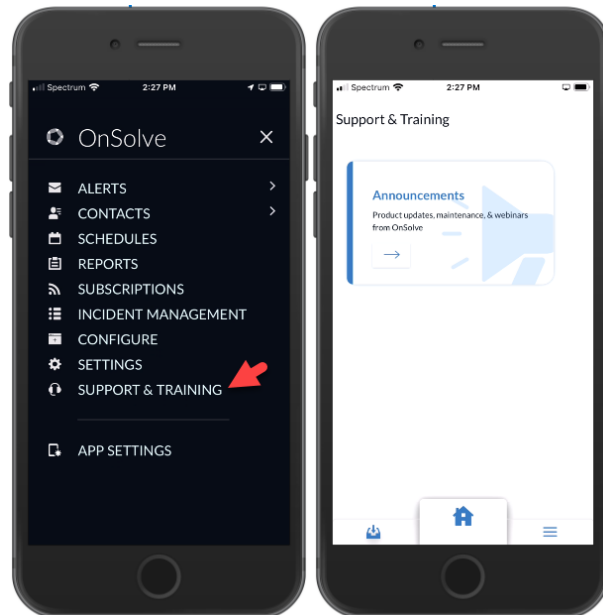 Spectrum
2:27 PM
OnSolve
ALERTS
CONTACTS
SCHEDULES
REPORTS
SUBSCRIPTIONS
INCIDENT MANAGEMENT
CONFIGURE
SETTINGS
SUPPORT & TRAINING
APP SETTINGS
Spectrum
2:27 PM
Support & Training
Announcements
Product updates, maintenance, & webinars
from OnSolve